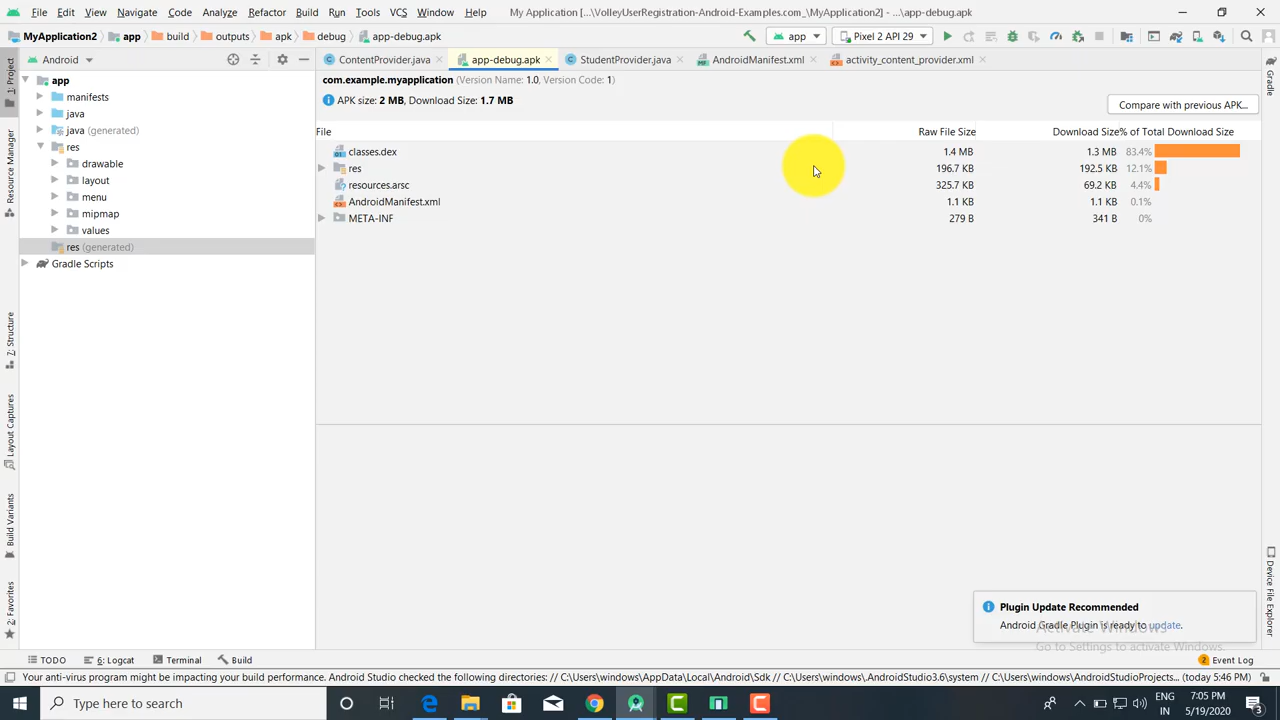 File Edit View Navigate Code Analyze Refactor Build Run Tools VCS Window Help My Application [...\VolleyUserRegistration-Android-Examples.com_\MyApplication2] - ...\app-debug.apk
MyApplication2 app build outputs apk debug app-debug.apk app Pixel 2 API 29
1: Project
Resource Manager
Z: Structure
Layout Captures
Build Variants
2: Favorites
Android
app
manifests
java
java (generated)
res
drawable
layout
menu
mipmap
values
res (generated)
Gradle Scripts
ContentProvider.java app-debug.apk StudentProvider.java AndroidManifest.xml activity_content_provider.xml
com.example.myapplication (Version Name: 1.0, Version Code: 1)
APK size: 2 MB, Download Size: 1.7 MB
Compare with previous APK...
File Raw File Size Download Size % of Total Download Size
classes.dex 1.4 MB 1.3 MB 83.4%
res 196.7 KB 192.5 KB 12.1%
resources.arsc 325.7 KB 69.2 KB 4.4%
AndroidManifest.xml 1.1 KB 1.1 KB 0.1%
META-INF 279 B 341 B 0%
Gradle
Device File Explorer
Plugin Update Recommended
Android Gradle Plugin is ready to update.
Activate Windows
Go to Settings to activate Windows.
TODO 6: Logcat Terminal Build 2 Event Log
Your anti-virus program might be impacting your build performance. Android Studio checked the following directories: // C:\Users\windows\AppData\Local\Android\Sdk // C:\Users\windows\.AndroidStudio3.6\system // C:\Users\windows\AndroidStudioProjects... (today 5:46 PM)
Type here to search
ENG
IN
7:05 PM
5/19/2020
3